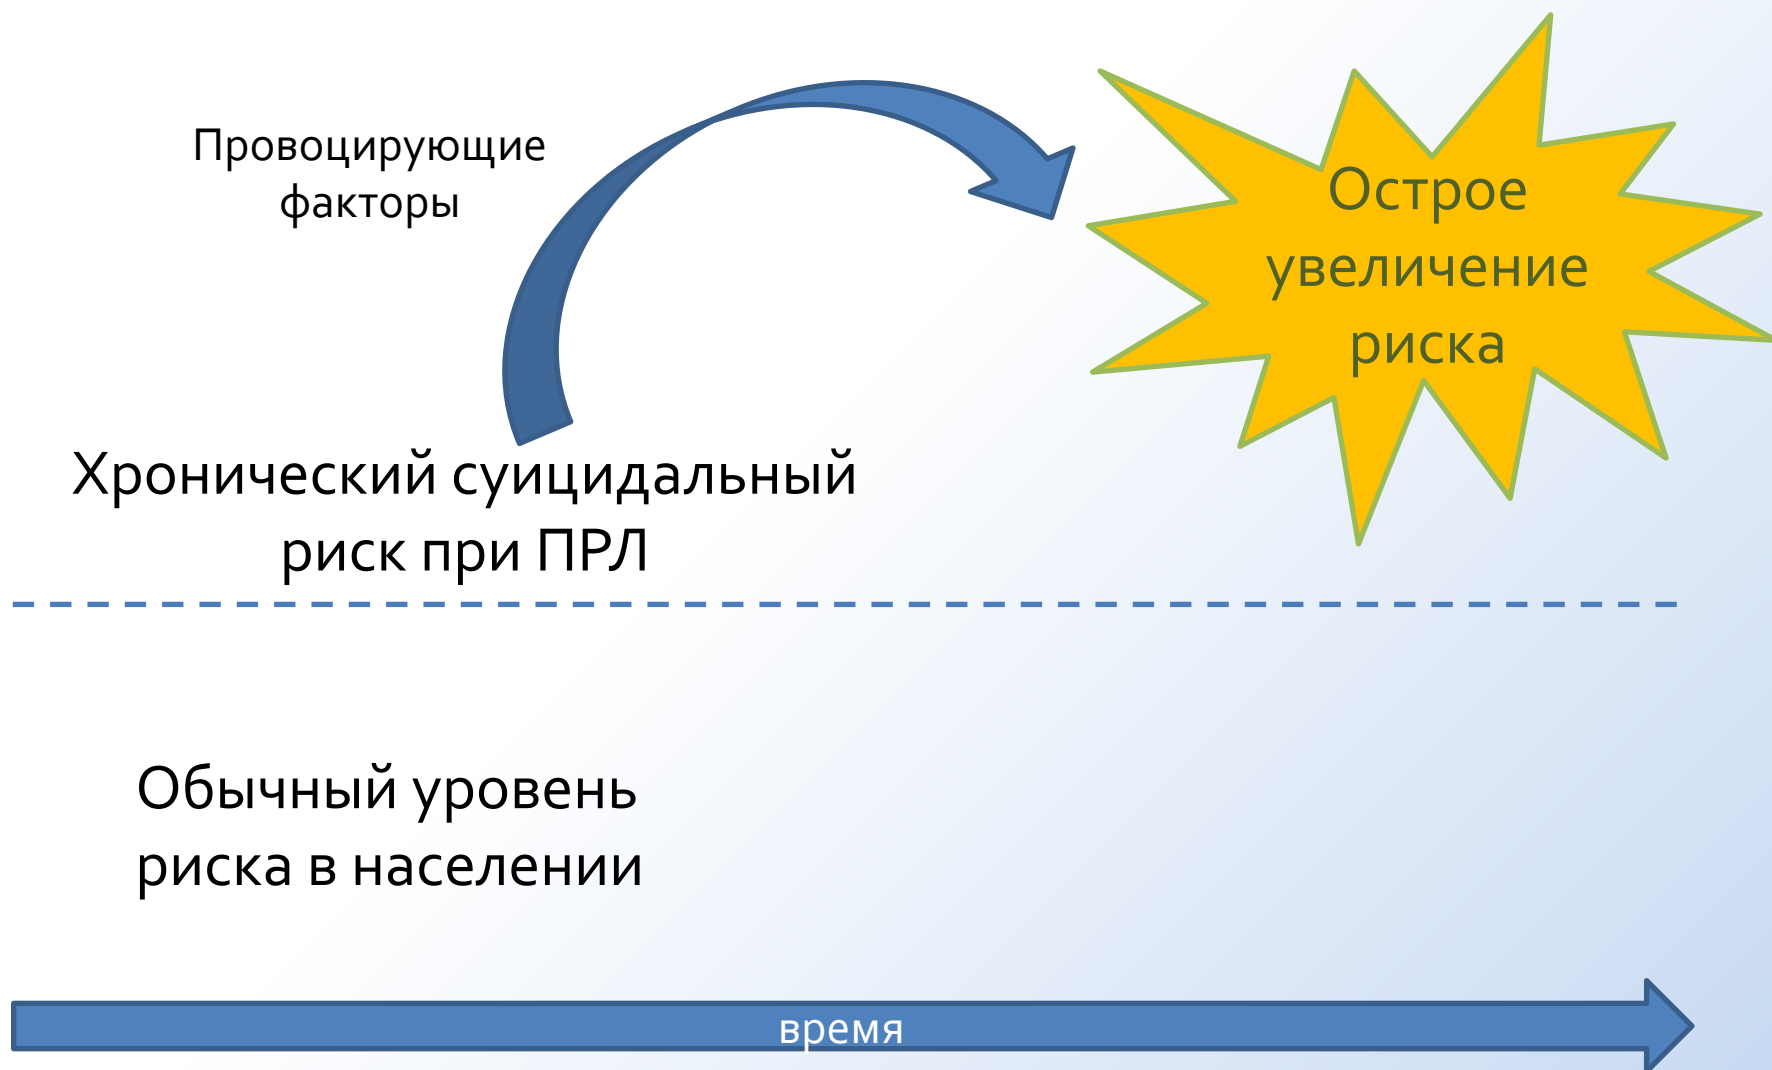 Провоцирующие
факторы
Острое
увеличение
риска
Хронический суицидальный
риск при ПРЛ
Обычный уровень
риска в населении
время